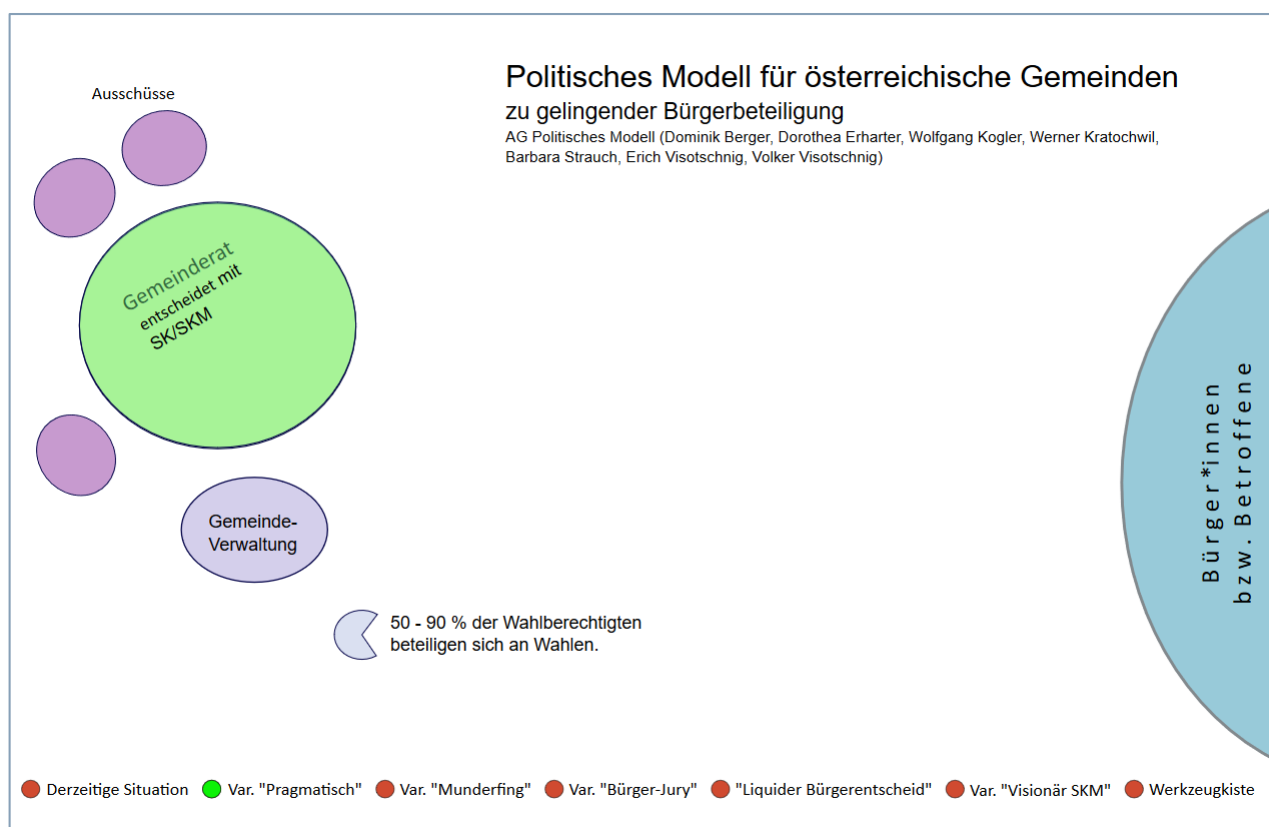 Politisches Modell für österreichische Gemeinden
zu gelingender Bürgerbeteiligung
AG Politisches Modell (Dominik Berger, Dorothea Erharter, Wolfgang Kogler, Werner Kratochwil,
Barbara Strauch, Erich Visotschnig, Volker Visotschnig)
Ausschüsse
Gemeinderat
entscheidet mit
SK/SKM
Gemeinde-
Verwaltung
50 - 90 % der Wahlberechtigten
beteiligen sich an Wahlen.
Bürger*innen
bzw. Betroffene
Derzeitige Situation
Var. "Pragmatisch"
Var. "Munderfing"
Var. "Bürger-Jury"
"Liquider Bürgerentscheid"
Var. "Visionär SKM"
Werkzeugkiste